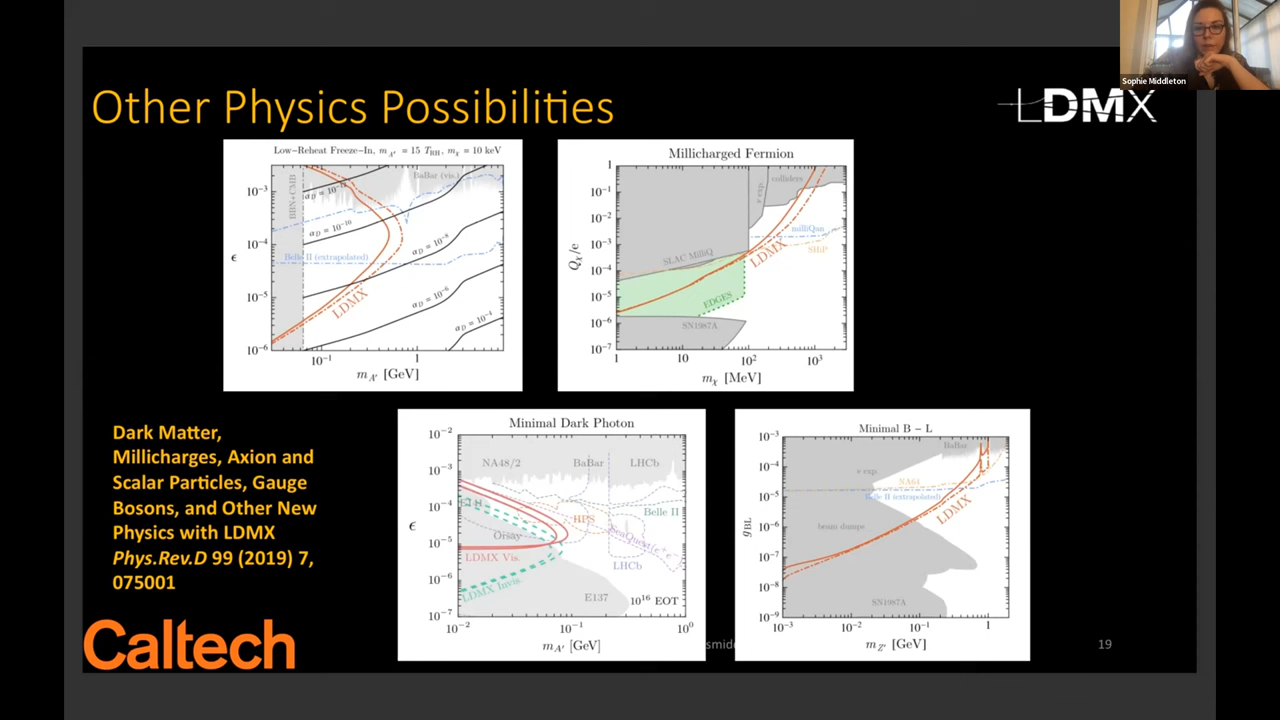 Sophie Middleton
Other Physics Possibilities
LDMX
Low-Reheat Freeze-In, m_A' = 15 T_RH, m_χ = 10 keV
BBN+CMB
BaBar (vis.)
α_D = 10^-10
α_D = 10^-8
α_D = 10^-6
α_D = 10^-4
Belle II (extrapolated)
LDMX
ϵ
10^-3
10^-4
10^-5
10^-6
10^-1
1
m_A' [GeV]
Millicharged Fermion
ν exp.
colliders
milliQan
LDMX
SLAC MilliQ
EDGES
SN1987A
Q_χ/e
1
10^-1
10^-2
10^-3
10^-4
10^-5
10^-6
10^-7
1
10
10^2
10^3
m_χ [MeV]
Dark Matter,
Millicharges, Axion and
Scalar Particles, Gauge
Bosons, and Other New
Physics with LDMX
Phys.Rev.D 99 (2019) 7,
075001
Minimal Dark Photon
NA48/2
BaBar
LHCb
Belle II
HPS
Orsay
LDMX Vis.
LHCb
LDMX Invis.
E137
10^16 EOT
ϵ
10^-2
10^-3
10^-4
10^-5
10^-6
10^-7
10^-2
10^-1
10^0
m_A' [GeV]
Minimal B - L
BaBar
ν exp.
NA64
Belle II (extrapolated)
LDMX
beam dumps
SN1987A
g_BL
10^-3
10^-4
10^-5
10^-6
10^-7
10^-8
10^-9
10^-3
10^-2
10^-1
1
m_Z' [GeV]
Caltech
smidd
19